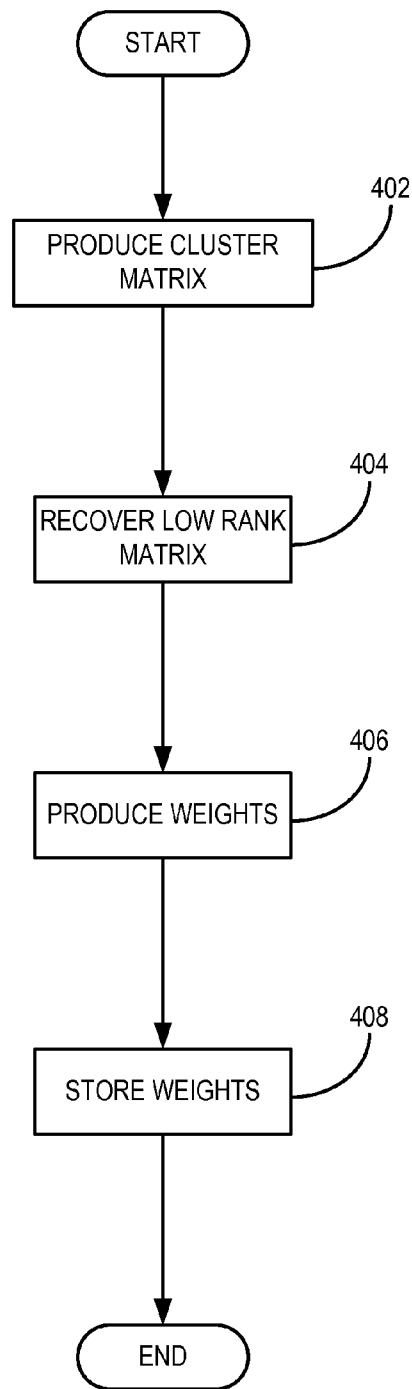 START
402
PRODUCE CLUSTER
MATRIX
404
RECOVER LOW RANK
MATRIX
406
PRODUCE WEIGHTS
408
STORE WEIGHTS
END